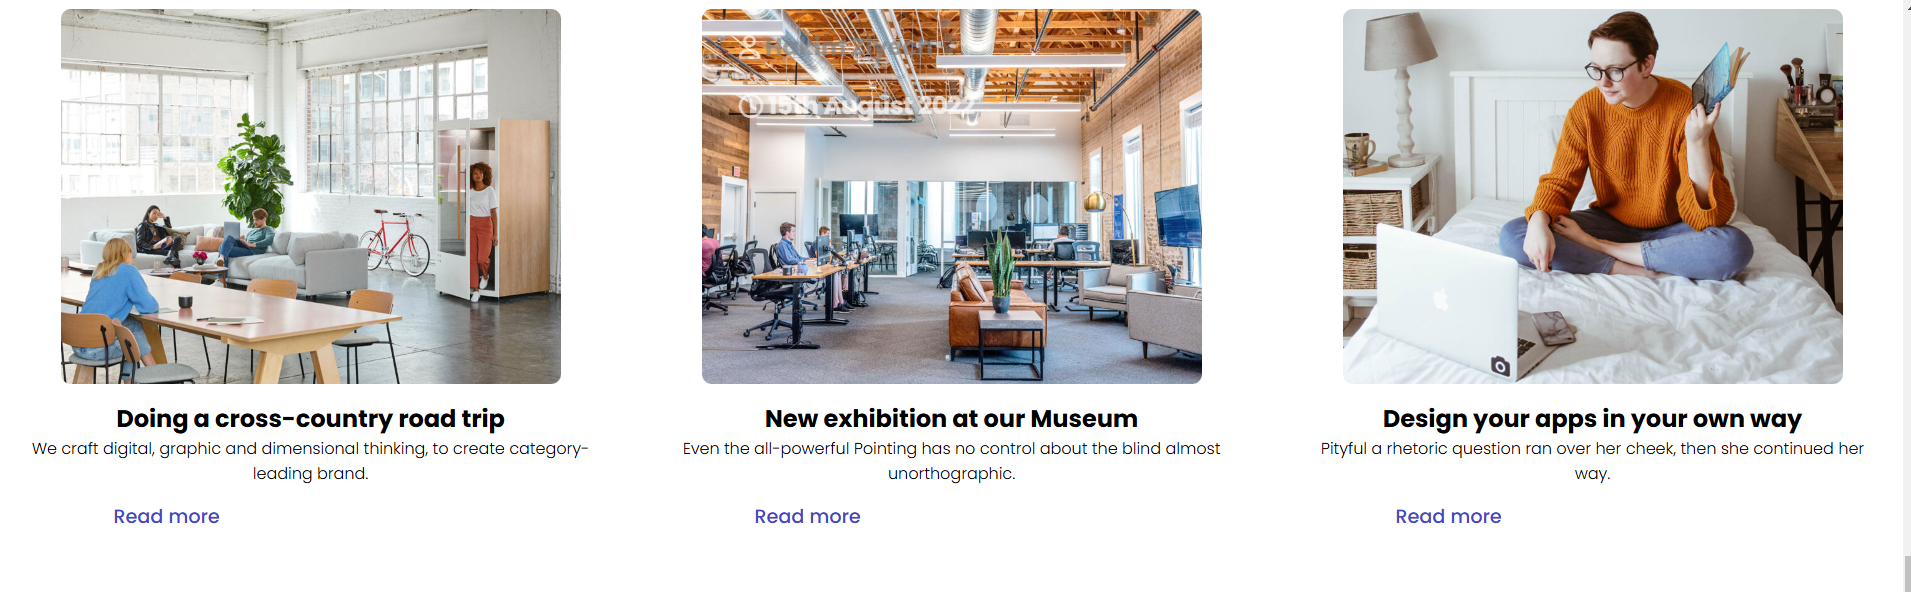 15th August 2022
Doing a cross-country road trip
We craft digital, graphic and dimensional thinking, to create category-
leading brand.
Read more
New exhibition at our Museum
Even the all-powerful Pointing has no control about the blind almost
unorthographic.
Read more
Design your apps in your own way
Pityful a rhetoric question ran over her cheek, then she continued her
way.
Read more